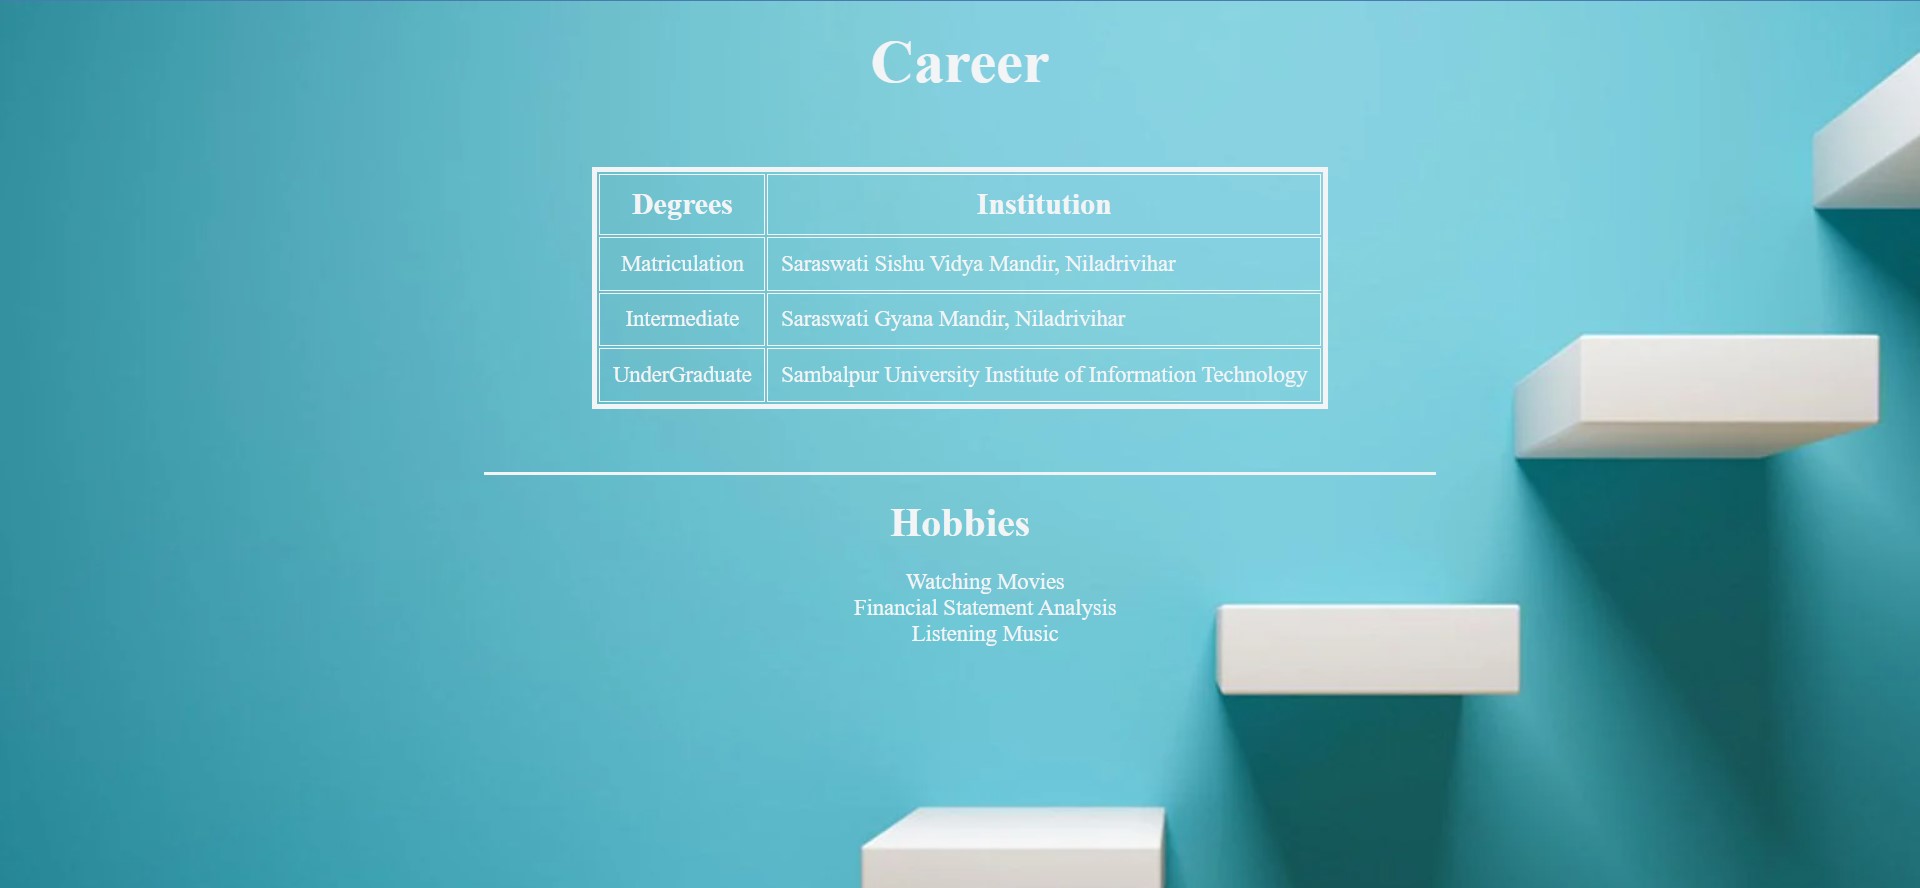 Career
Degrees Institution
Matriculation Saraswati Sishu Vidya Mandir, Niladrivihar
Intermediate Saraswati Gyana Mandir, Niladrivihar
UnderGraduate Sambalpur University Institute of Information Technology
Hobbies
Watching Movies
Financial Statement Analysis
Listening Music